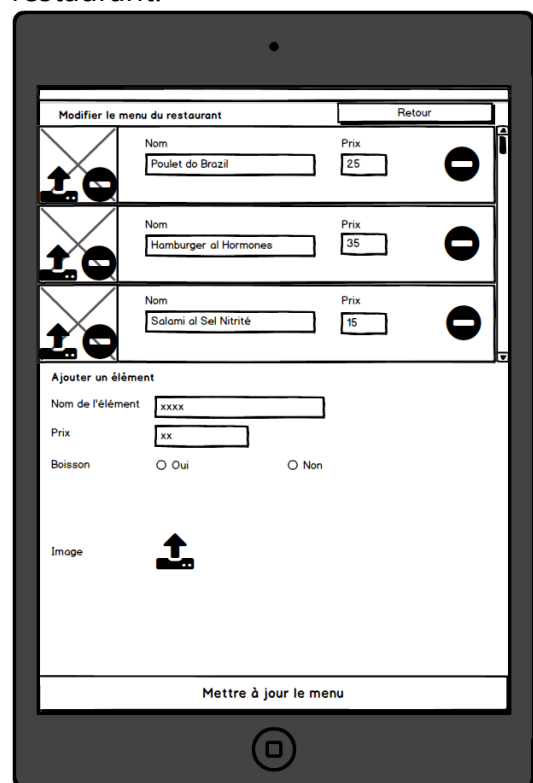 restaurant.
Modifier le menu du restaurant
Retour
Nom
Prix
Poulet do Brazil
25
Nom
Prix
Hamburger al Hormones
35
Nom
Prix
Salami al Sel Nitrité
15
Ajouter un élément
Nom de l'élément
xxxx
Prix
xx
Boisson
Oui
Non
Image
Mettre à jour le menu